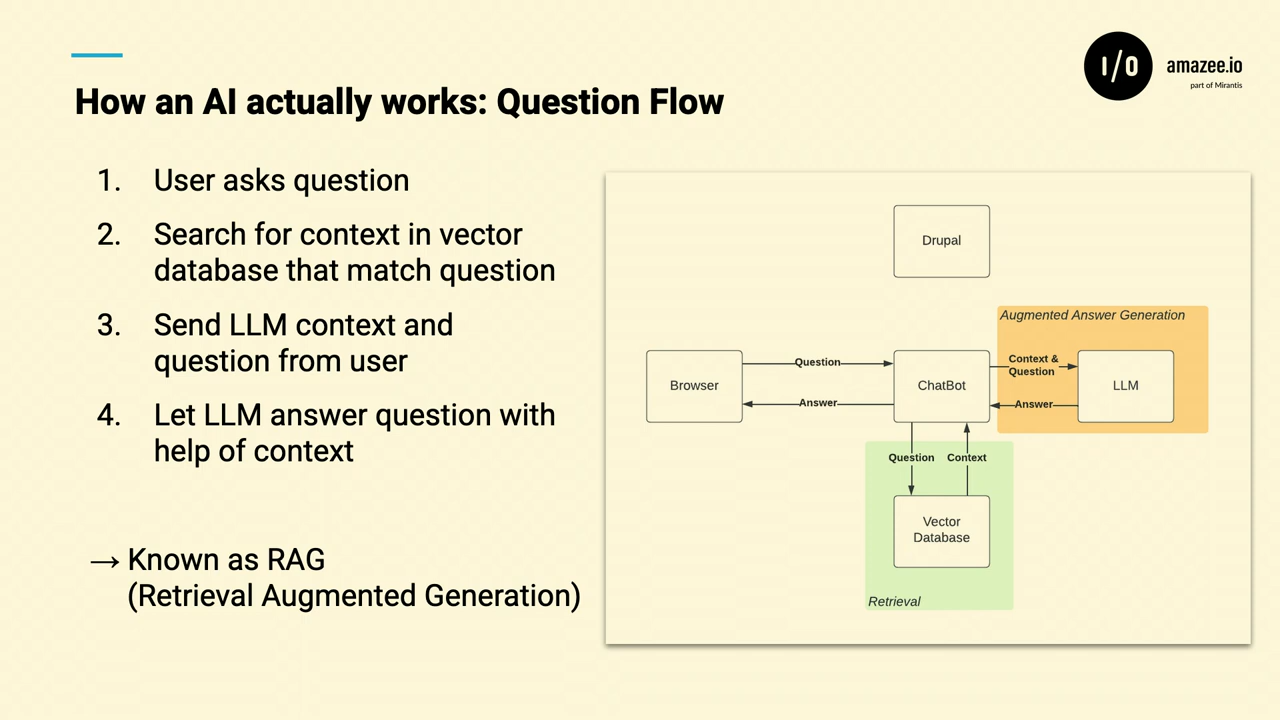 I/O
amazee.io
part of Mirantis
How an AI actually works: Question Flow
1. User asks question
2. Search for context in vector
database that match question
3. Send LLM context and
question from user
4. Let LLM answer question with
help of context
→ Known as RAG
(Retrieval Augmented Generation)
Drupal
Augmented Answer Generation
Browser
Question
Answer
ChatBot
Context &
Question
Answer
LLM
Question
Context
Vector
Database
Retrieval